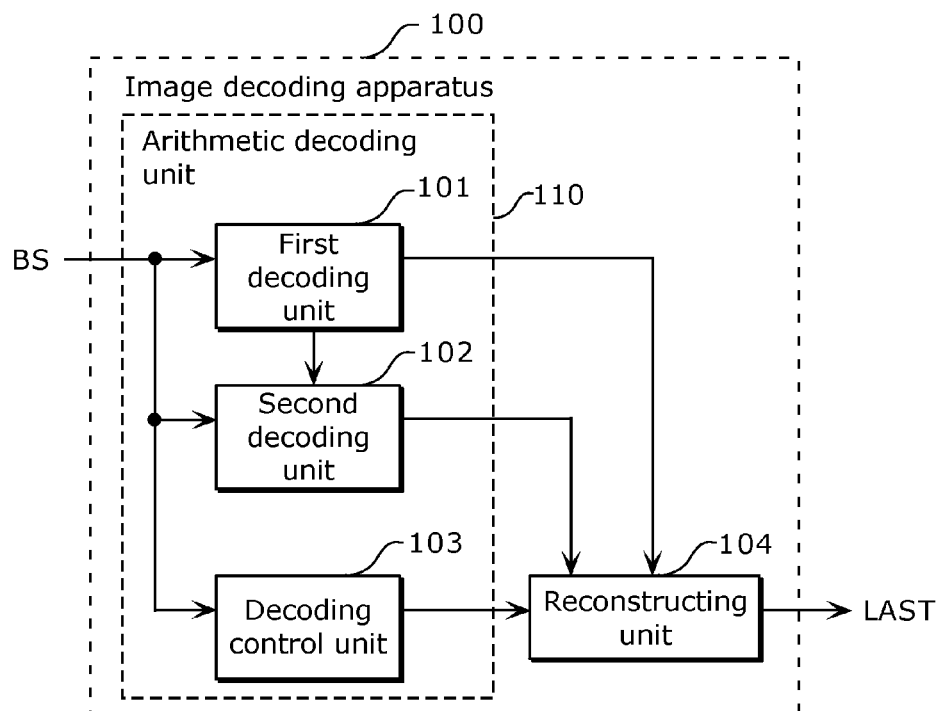 100
Image decoding apparatus
Arithmetic decoding
unit
101
110
BS
First
decoding
unit
102
Second
decoding
unit
103
104
Decoding
control unit
Reconstructing
unit
LAST